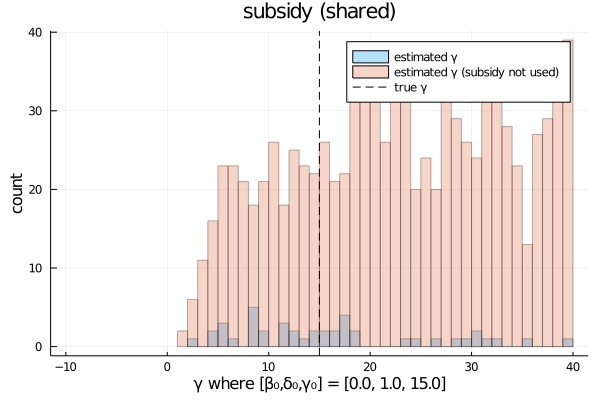 subsidy (shared)
40
30
20
10
0
count
estimated γ
estimated γ (subsidy not used)
true γ
−10
0
10
20
30
40
γ where [β₀,δ₀,γ₀] = [0.0, 1.0, 15.0]